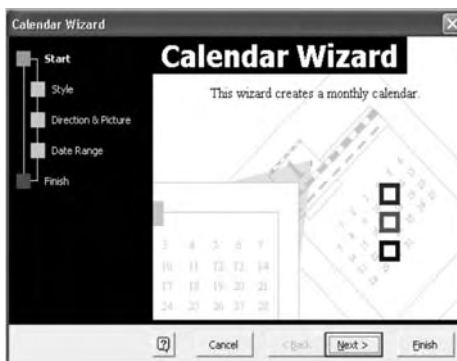 Calendar Wizard
Start
Style
Direction & Picture
Date Range
Finish
Calendar Wizard
This wizard creates a monthly calendar.
3 4 5 6 7
10 11 12 13 14
17 18 19 20 21
24 25 26 27 28
?
Cancel
< Back
Next >
Finish